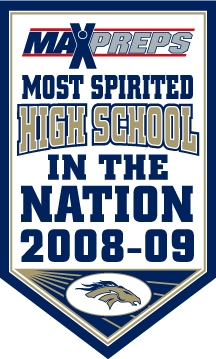 MAXPREPS
MOST SPIRITED
HIGH SCHOOL
IN THE
NATION
2008-09